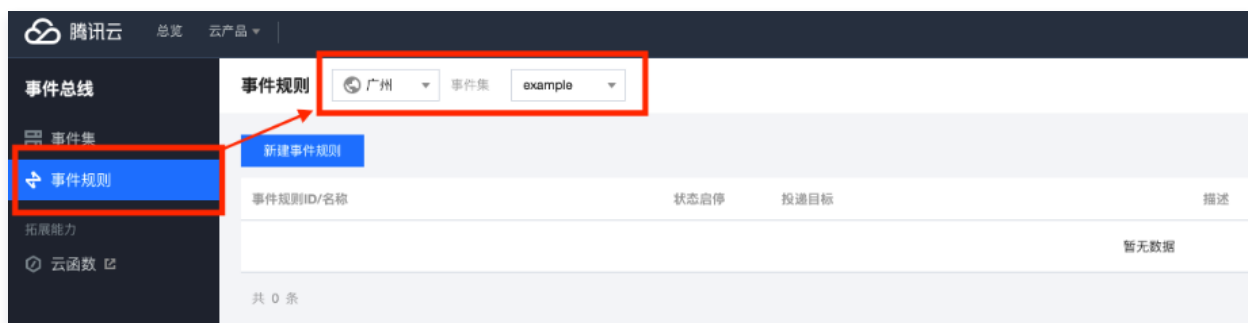 腾讯云 总览 云产品
事件总线
事件规则 广州 事件集 example
事件集
新建事件规则
事件规则
事件规则ID/名称 状态启停 投递目标 描述
拓展能力
暂无数据
云函数
共 0 条